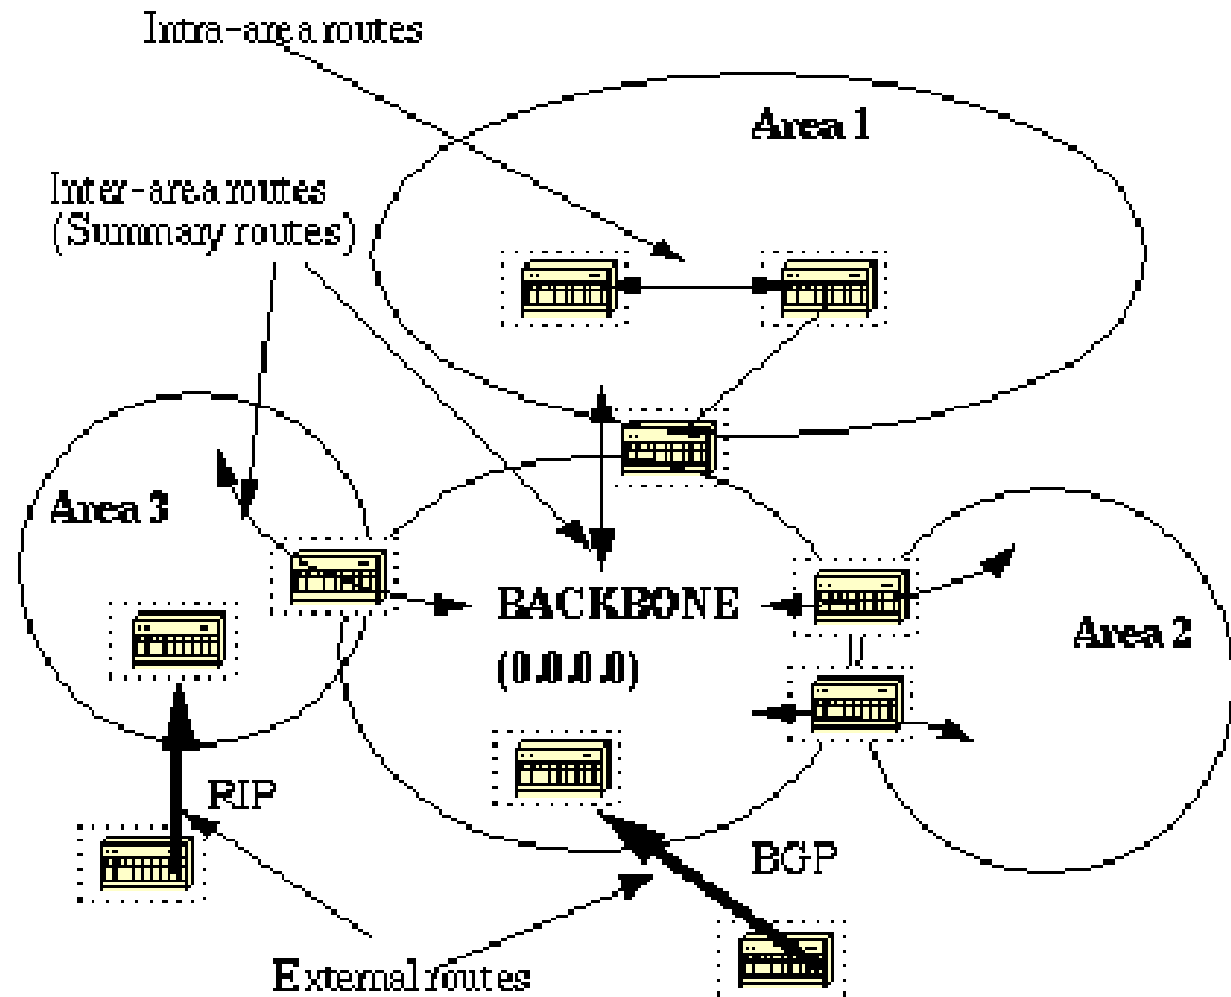 Intra-area routes
Area 1
Inter-area routes
(Summary routes)
Area 3
BACKBONE
(0.0.0.0)
Area 2
RIP
BGP
External routes